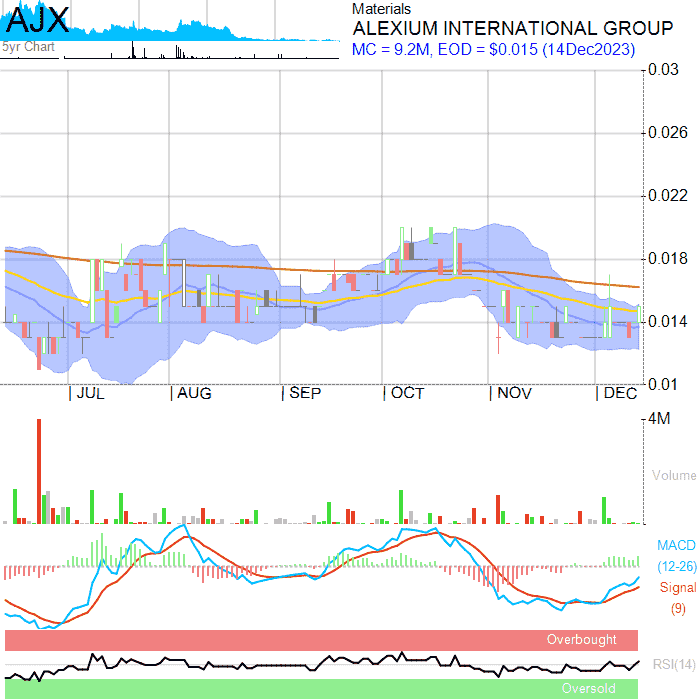 AJX
5yr Chart
Materials
ALEXIUM INTERNATIONAL GROUP
MC = 9.2M, EOD = $0.015 (14Dec2023)
0.03
0.026
0.022
0.018
0.014
0.01
JUL
AUG
SEP
OCT
NOV
DEC
4M
Volume
MACD
(12-26)
Signal
(9)
Overbought
RSI(14)
Oversold